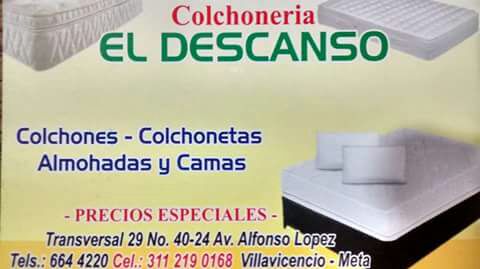 Colchoneria
EL DESCANSO
Colchones - Colchonetas
Almohadas y Camas
- PRECIOS ESPECIALES -
Transversal 29 No. 40-24 Av. Alfonso Lopez
Tels.: 664 4220 Cel.: 311 219 0168 Villavicencio - Meta